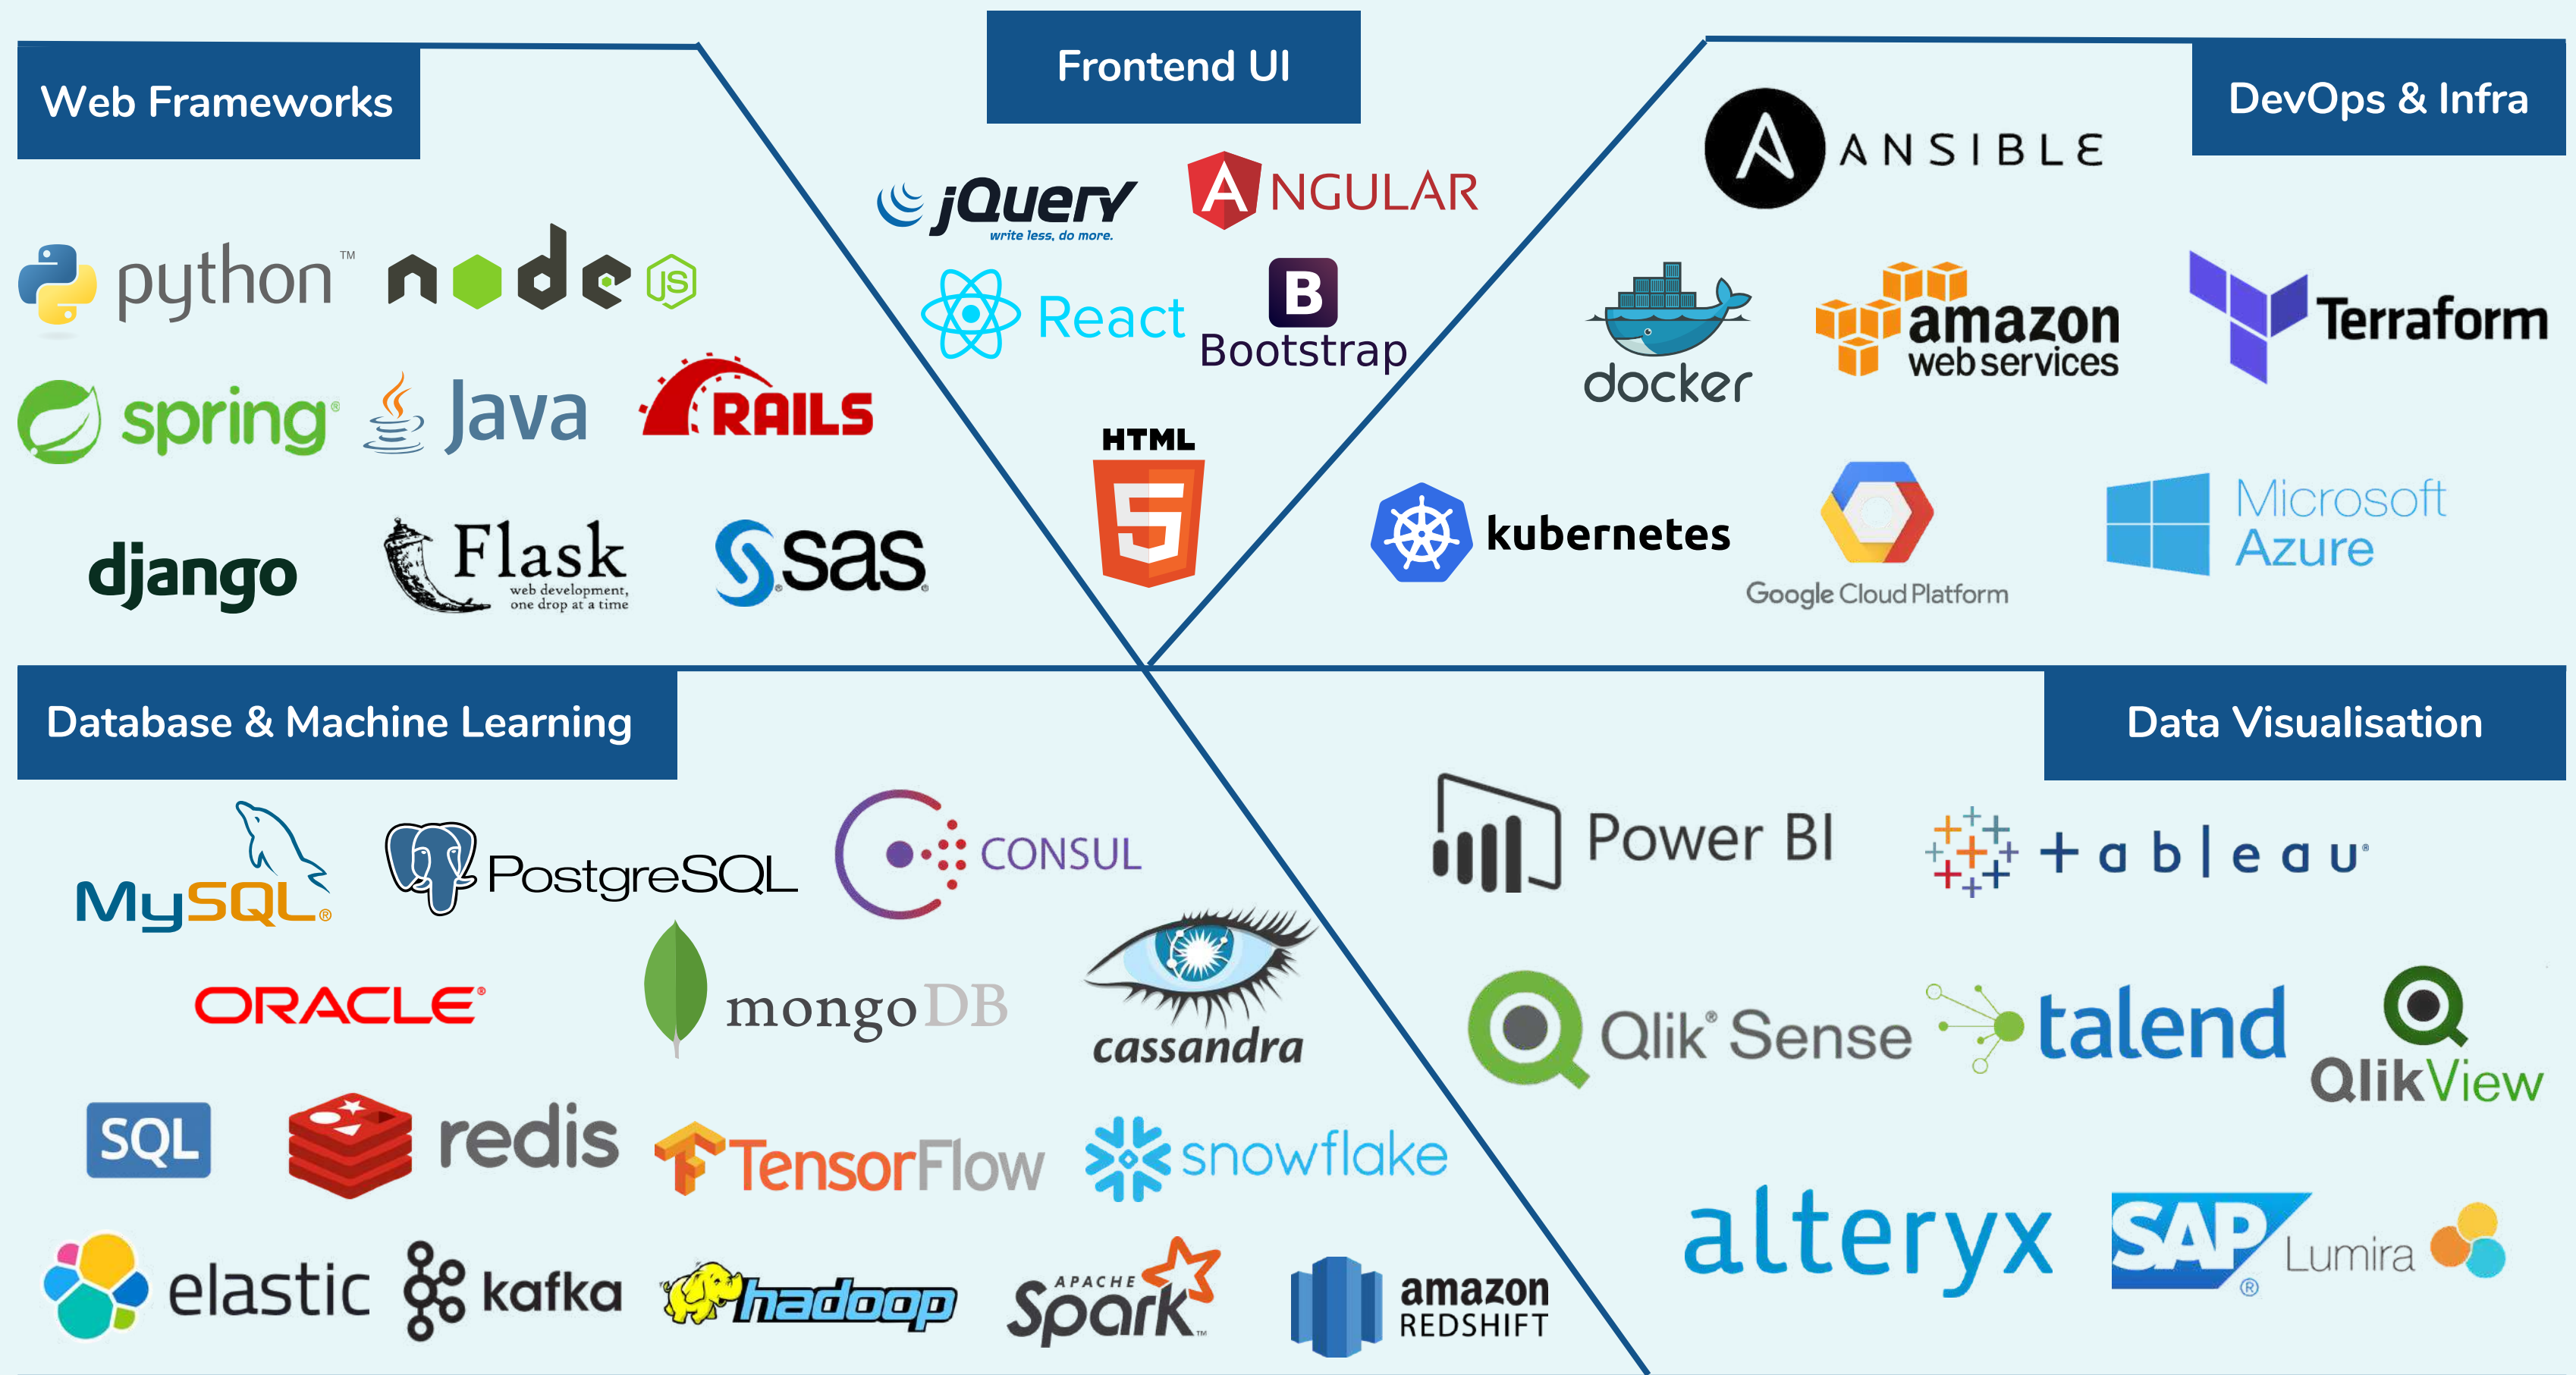 Web Frameworks
python™
node JS
spring®
Java
RAILS
django
Flask
web development,
one drop at a time
sas®
Frontend UI
jQuery
write less, do more.
ANGULAR
React
B
Bootstrap
HTML
5
DevOps & Infra
A ANSIBLE
docker
amazon
web services
Terraform
kubernetes
Google Cloud Platform
Microsoft
Azure
Database & Machine Learning
MySQL®
PostgreSQL
CONSUL
ORACLE®
mongoDB
cassandra
SQL
redis
TensorFlow
snowflake
elastic
kafka
hadoop
APACHE
Spark™
amazon
REDSHIFT
Data Visualisation
Power BI
+ableau®
Qlik® Sense
talend
QlikView
alteryx
SAP® Lumira